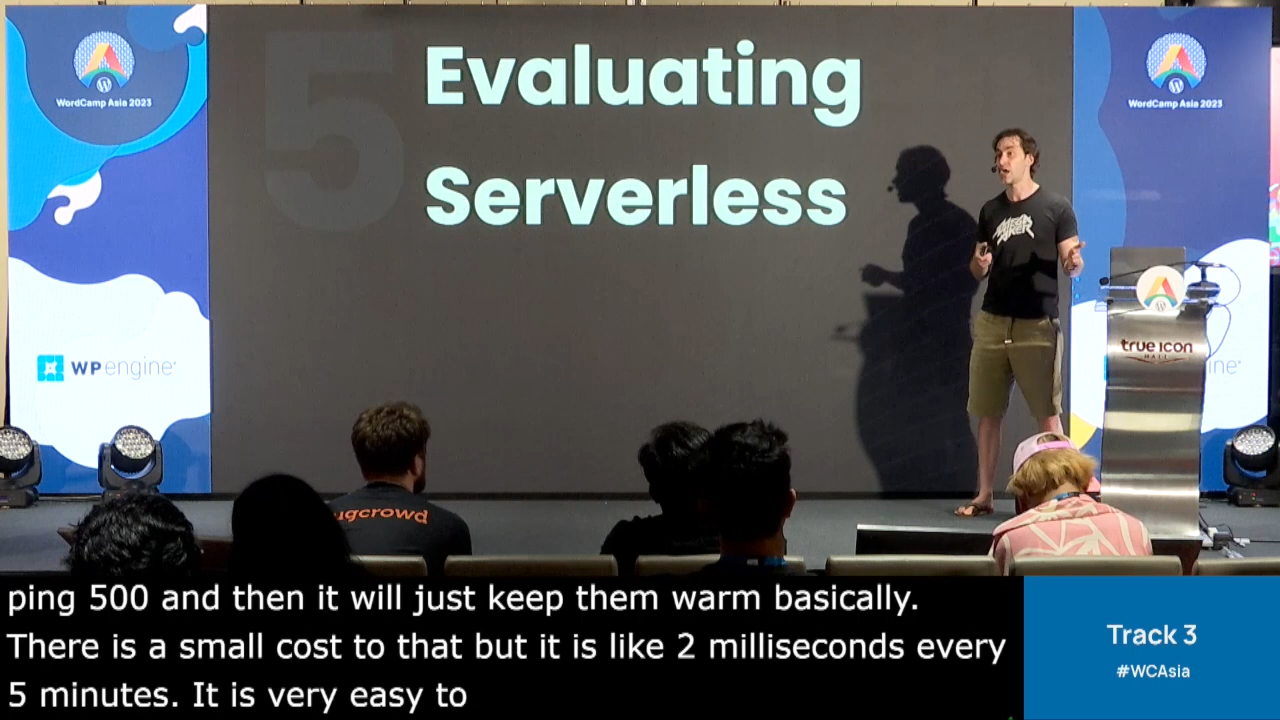 WordCamp Asia 2023
5
Evaluating
Serverless
WordCamp Asia 2023
WP engine
true icon
HALL
ine
ugcrowd
ping 500 and then it will just keep them warm basically.
There is a small cost to that but it is like 2 milliseconds every
5 minutes. It is very easy to
Track 3
#WCAsia